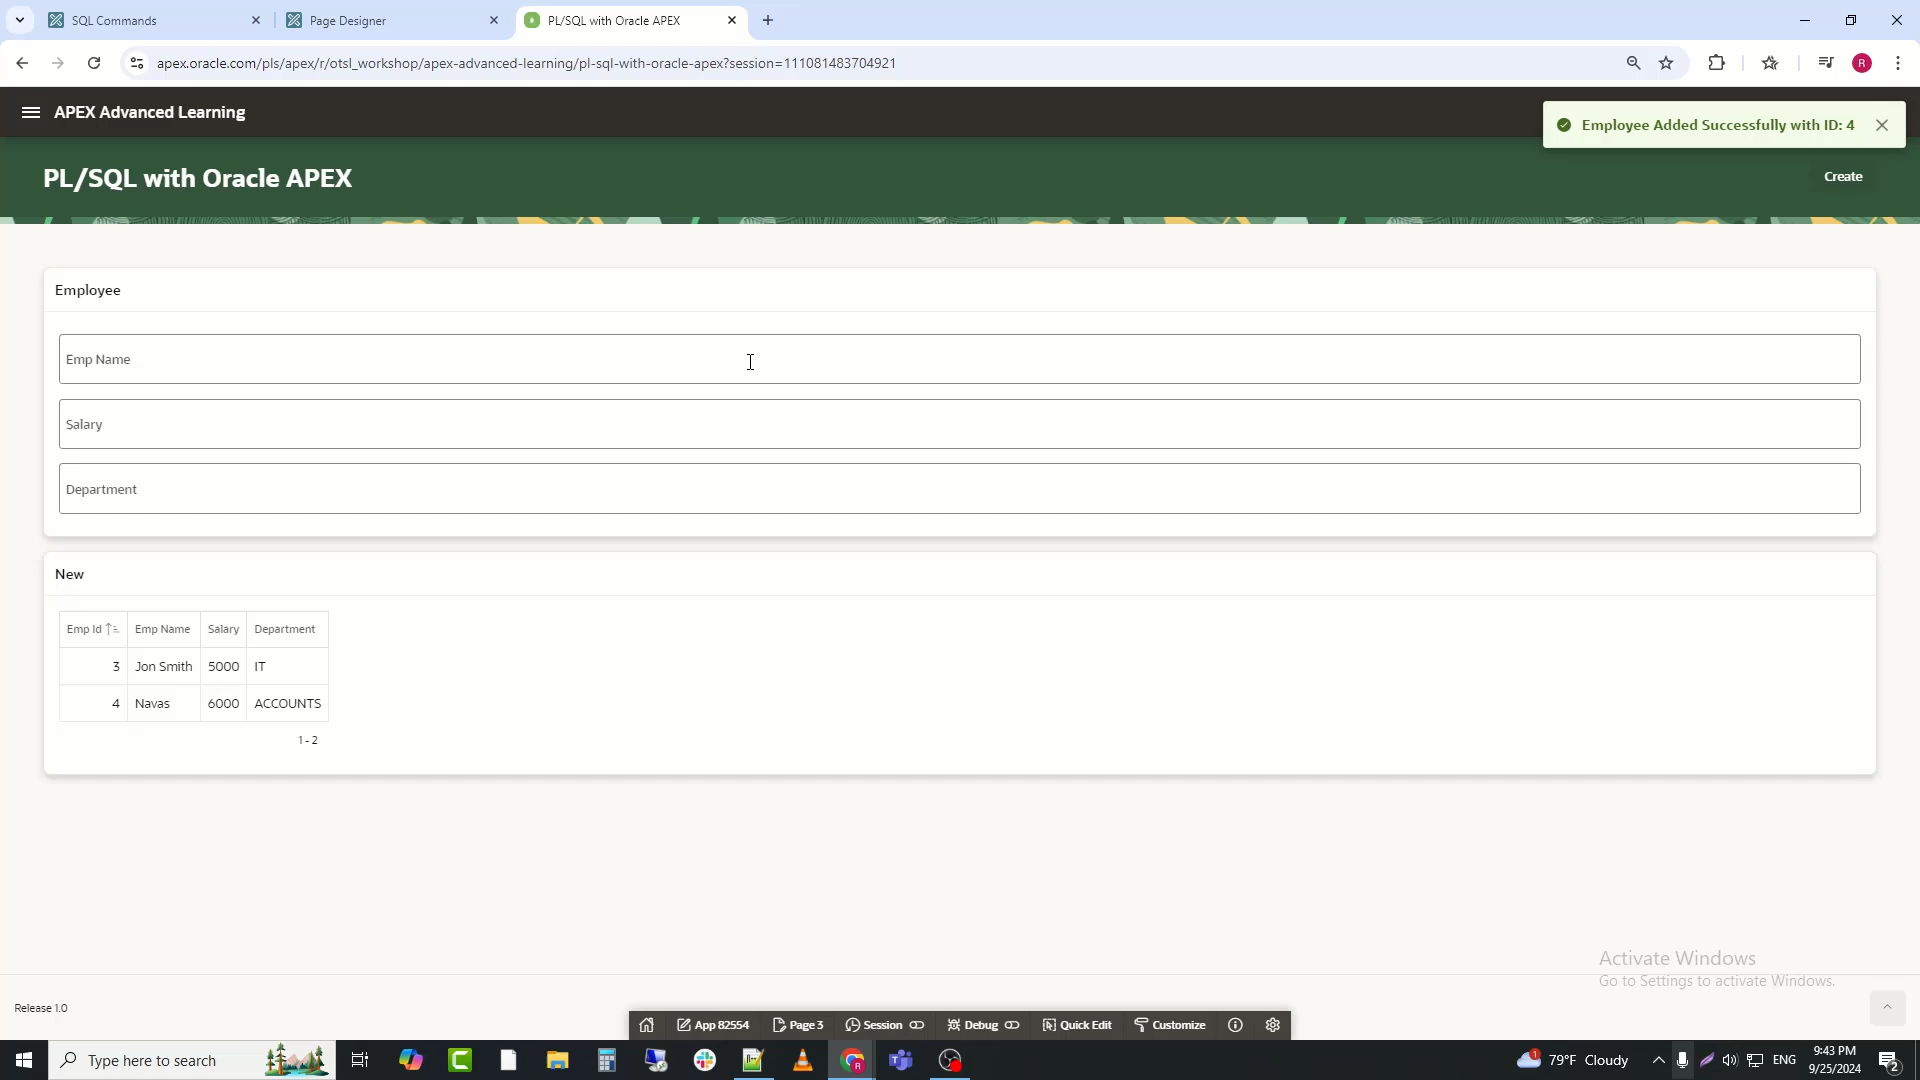 SQL Commands
Page Designer
PL/SQL with Oracle APEX
apex.oracle.com/pls/apex/r/otsl_workshop/apex-advanced-learning/pl-sql-with-oracle-apex?session=111081483704921
R
APEX Advanced Learning
Employee Added Successfully with ID: 4
PL/SQL with Oracle APEX
Create
Employee
Emp Name
Salary
Department
New
Emp Id Emp Name Salary Department
3 Jon Smith 5000 IT
4 Navas 6000 ACCOUNTS
1 - 2
Activate Windows
Go to Settings to activate Windows.
Release 1.0
App 82554 Page 3 Session Debug Quick Edit Customize
Type here to search
1
79°F Cloudy
ENG
9:43 PM
9/25/2024
2